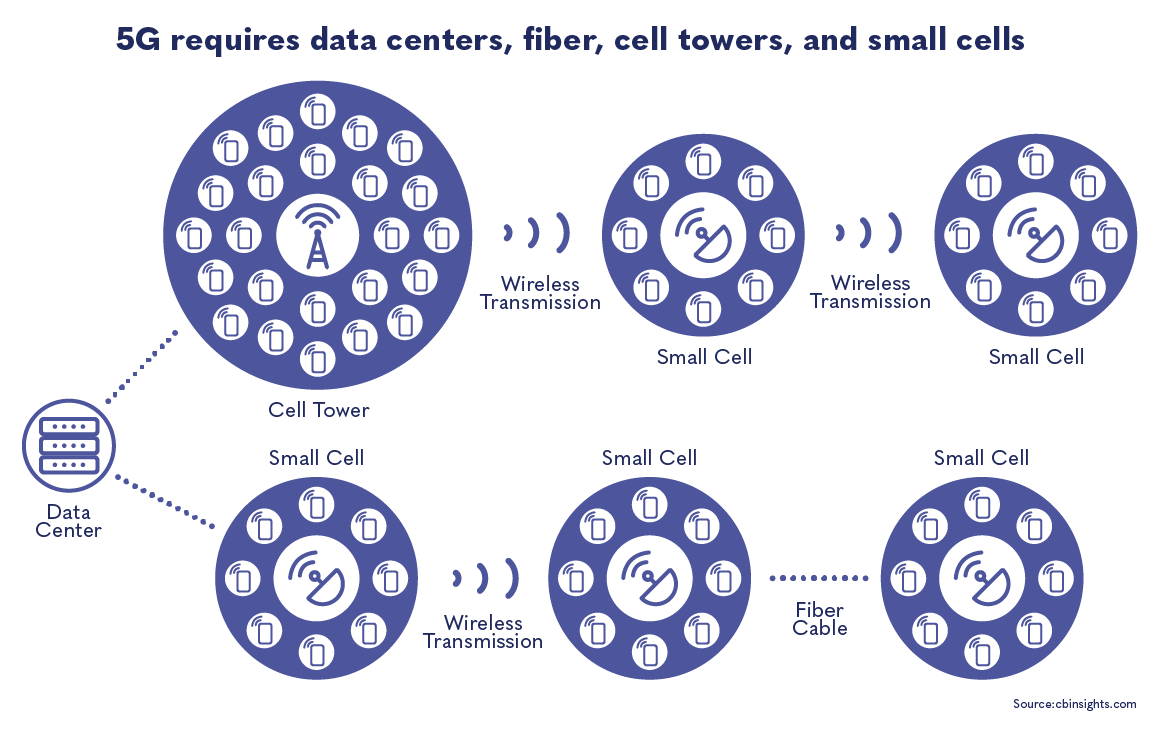 5G requires data centers, fiber, cell towers, and small cells
Wireless
Transmission
Wireless
Transmission
Small Cell
Small Cell
Cell Tower
Small Cell
Small Cell
Small Cell
Data
Center
Wireless
Transmission
Fiber
Cable
Source:cbinsights.com